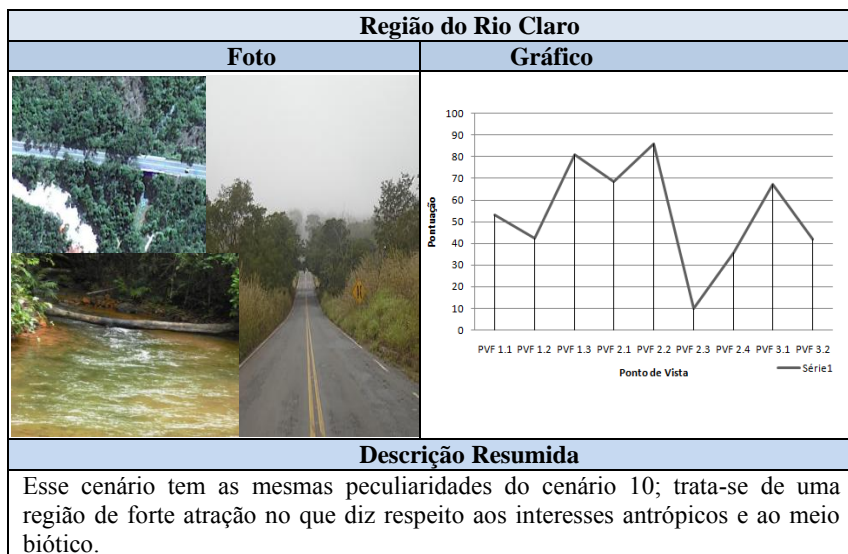 Região do Rio Claro
Foto
Gráfico
Pontuação
100
90
80
70
60
50
40
30
20
10
0
PVF 1.1 PVF 1.2 PVF 1.3 PVF 2.1 PVF 2.2 PVF 2.3 PVF 2.4 PVF 3.1 PVF 3.2
Ponto de Vista
Série1
Descrição Resumida
Esse cenário tem as mesmas peculiaridades do cenário 10; trata-se de uma
região de forte atração no que diz respeito aos interesses antrópicos e ao meio
biótico.